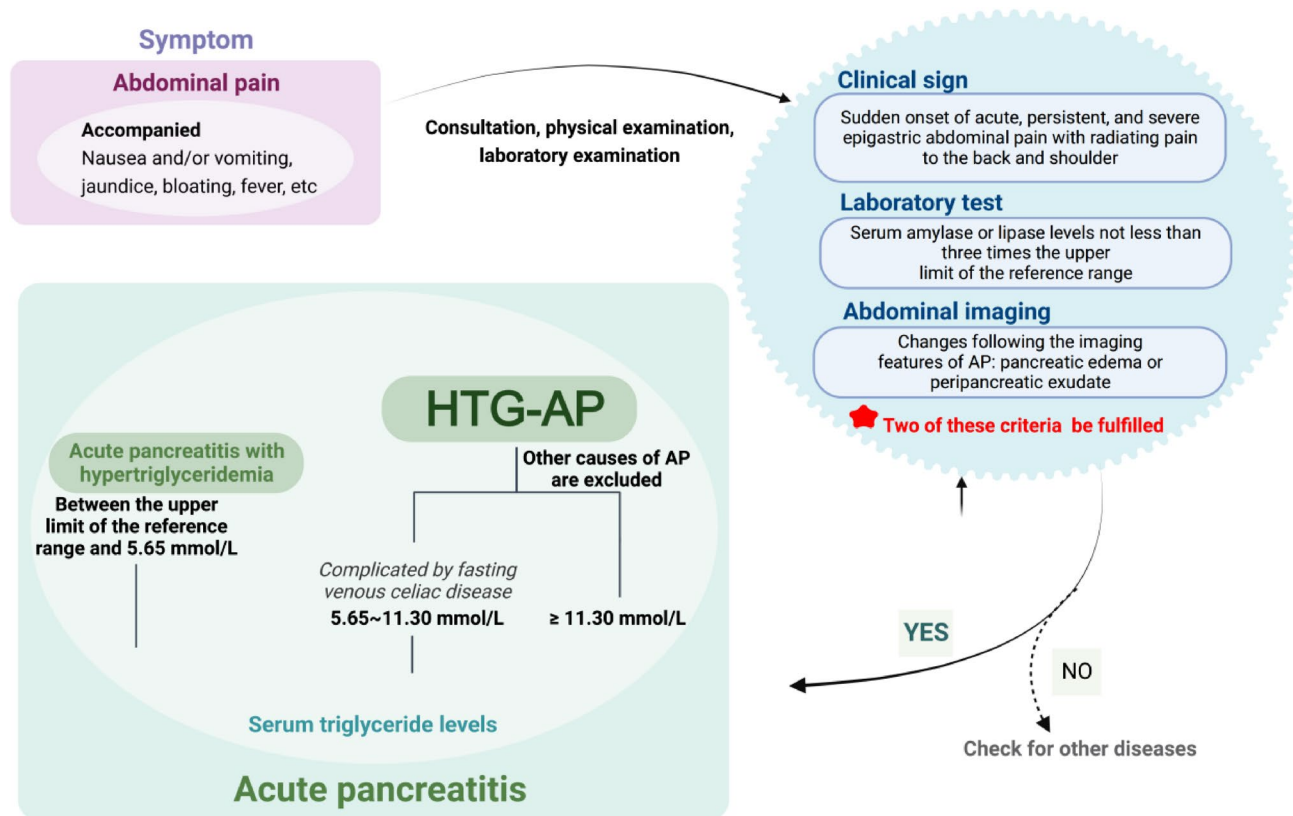 Symptom
Abdominal pain
Accompanied
Nausea and/or vomiting,
jaundice, bloating, fever, etc
Consultation, physical examination,
laboratory examination
Clinical sign
Sudden onset of acute, persistent, and severe
epigastric abdominal pain with radiating pain
to the back and shoulder
Laboratory test
Serum amylase or lipase levels not less than
three times the upper
limit of the reference range
Abdominal imaging
Changes following the imaging
features of AP: pancreatic edema or
peripancreatic exudate
Two of these criteria be fulfilled
YES
NO
Check for other diseases
HTG-AP
Other causes of AP
are excluded
Acute pancreatitis with
hypertriglyceridemia
Between the upper
limit of the reference
range and 5.65 mmol/L
Complicated by fasting
venous celiac disease
5.65~11.30 mmol/L
≥ 11.30 mmol/L
Serum triglyceride levels
Acute pancreatitis